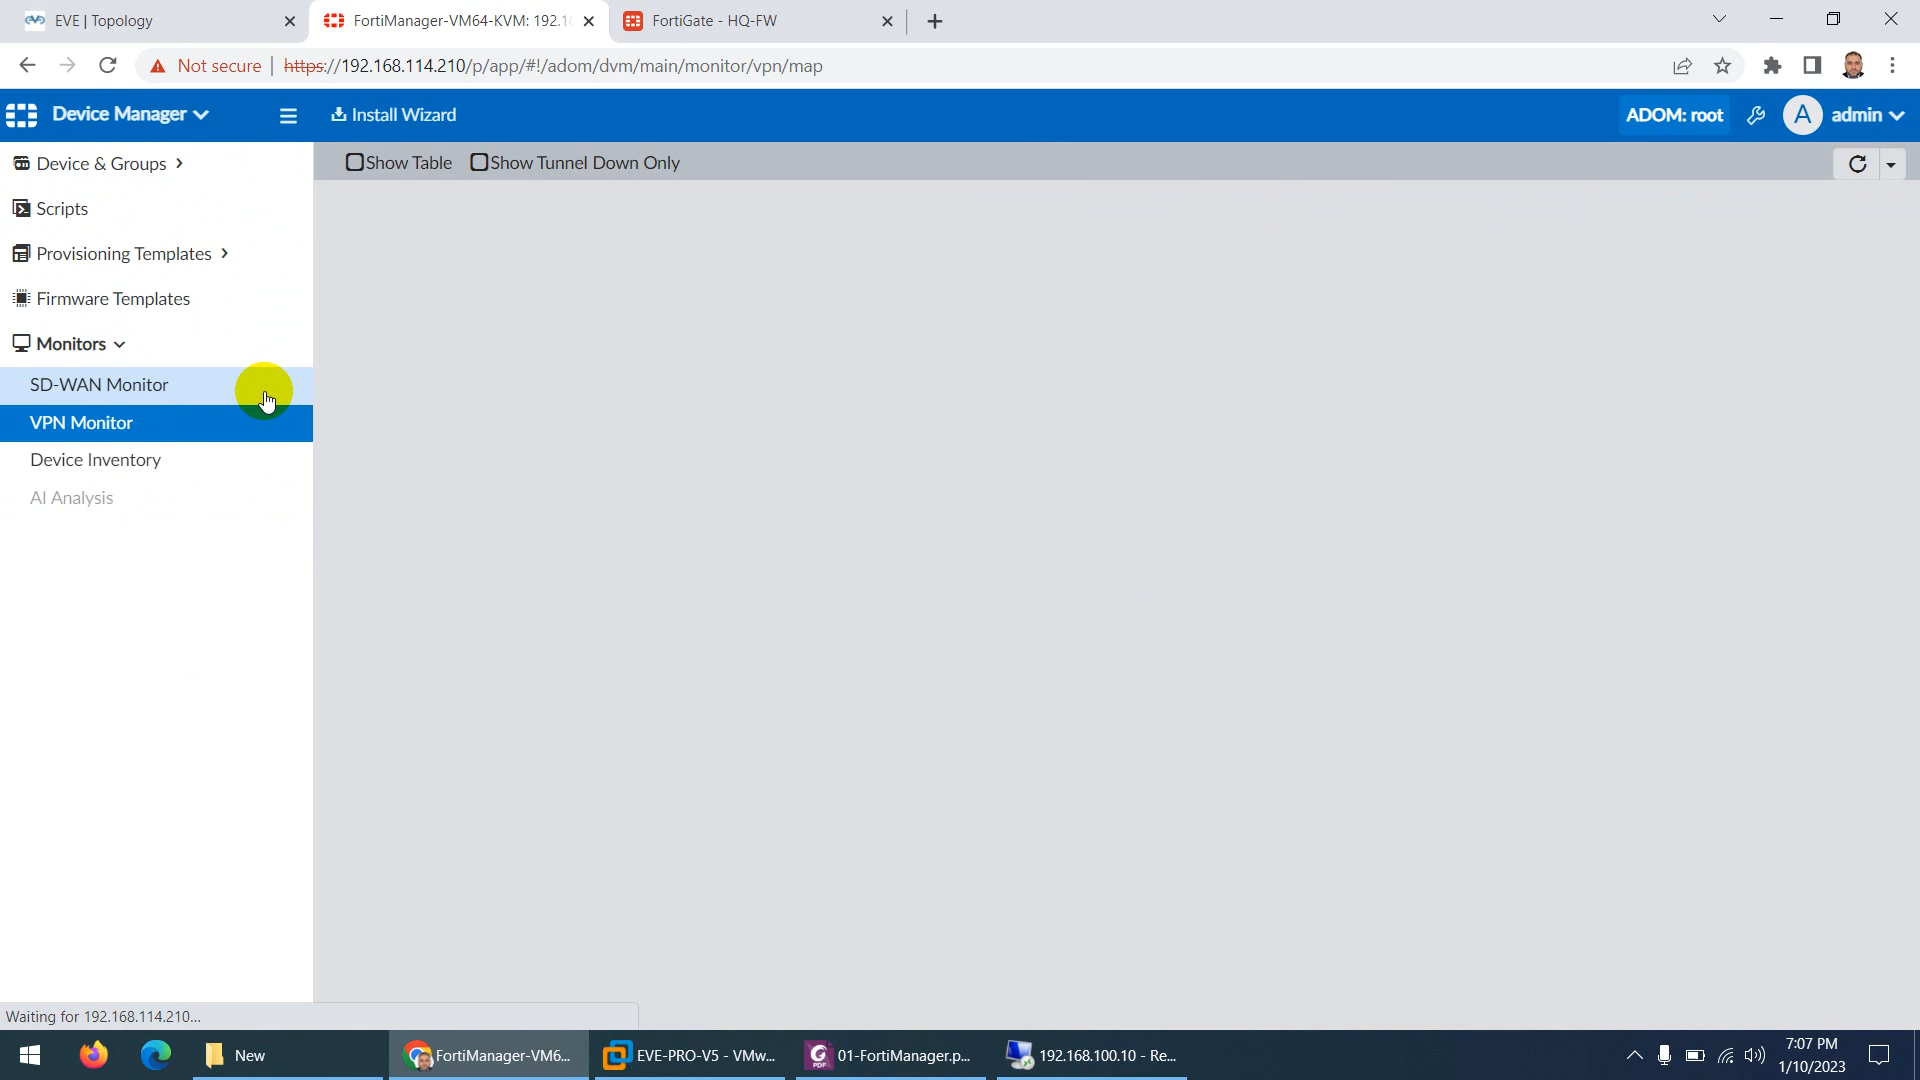 EVE | Topology
FortiManager-VM64-KVM: 192.16
FortiGate - HQ-FW
Not secure
https://192.168.114.210/p/app/#!/adom/dvm/main/monitor/vpn/map
Device Manager
Install Wizard
ADOM: root
A
admin
Device & Groups
Show Table
Show Tunnel Down Only
Scripts
Provisioning Templates
Firmware Templates
Monitors
SD-WAN Monitor
VPN Monitor
Device Inventory
AI Analysis
Waiting for 192.168.114.210...
New
FortiManager-VM6...
EVE-PRO-V5 - VMw...
PDF
01-FortiManager.p...
192.168.100.10 - Re...
7:07 PM
1/10/2023